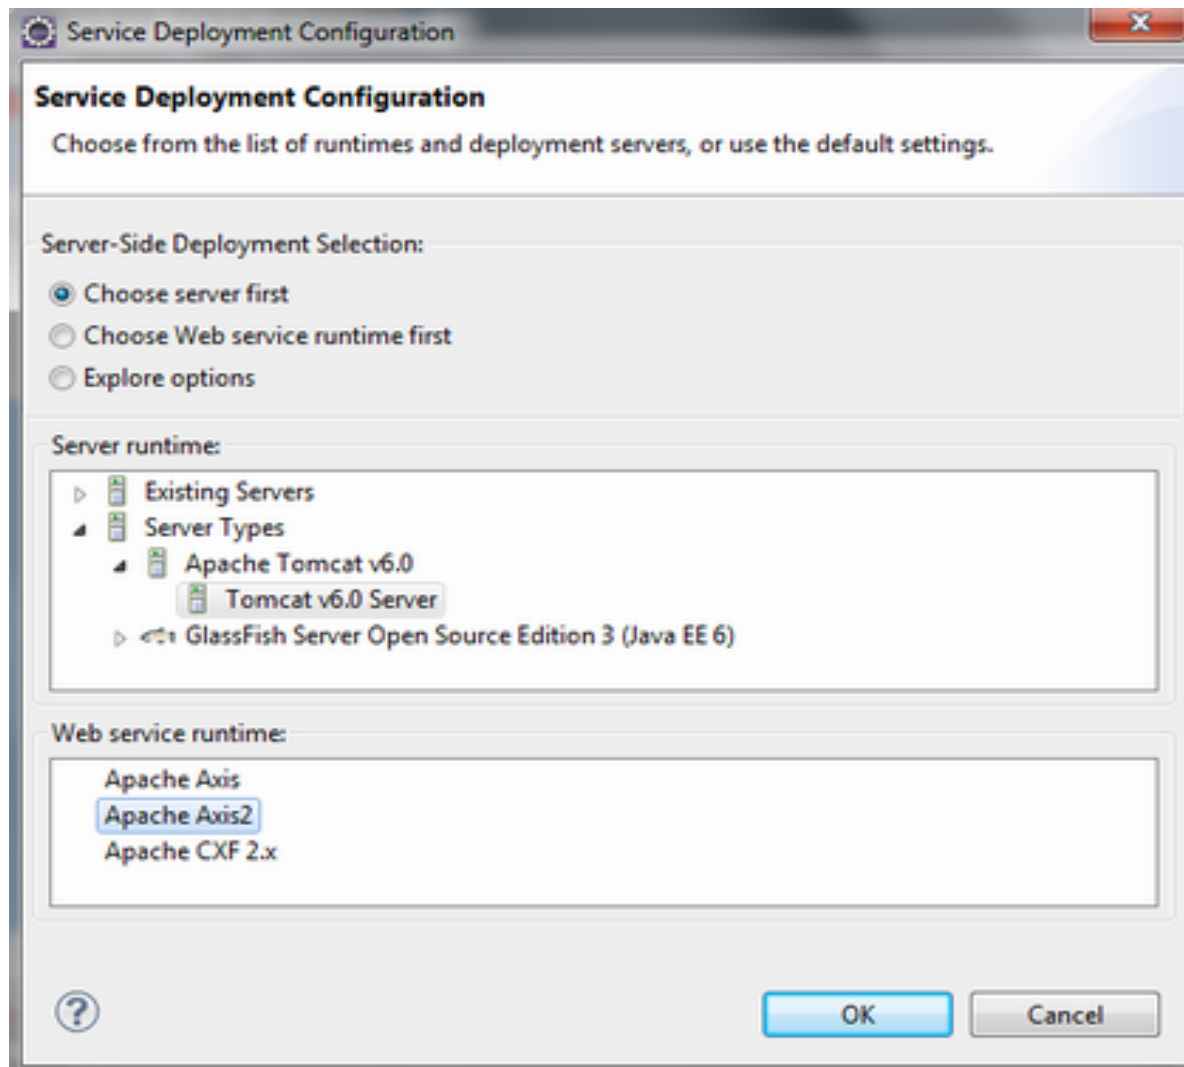 Service Deployment Configuration
Service Deployment Configuration
Choose from the list of runtimes and deployment servers, or use the default settings.
Server-Side Deployment Selection:
Choose server first
Choose Web service runtime first
Explore options
Server runtime:
Existing Servers
Server Types
Apache Tomcat v6.0
Tomcat v6.0 Server
GlassFish Server Open Source Edition 3 (Java EE 6)
Web service runtime:
Apache Axis
Apache Axis2
Apache CXF 2.x
? OK Cancel